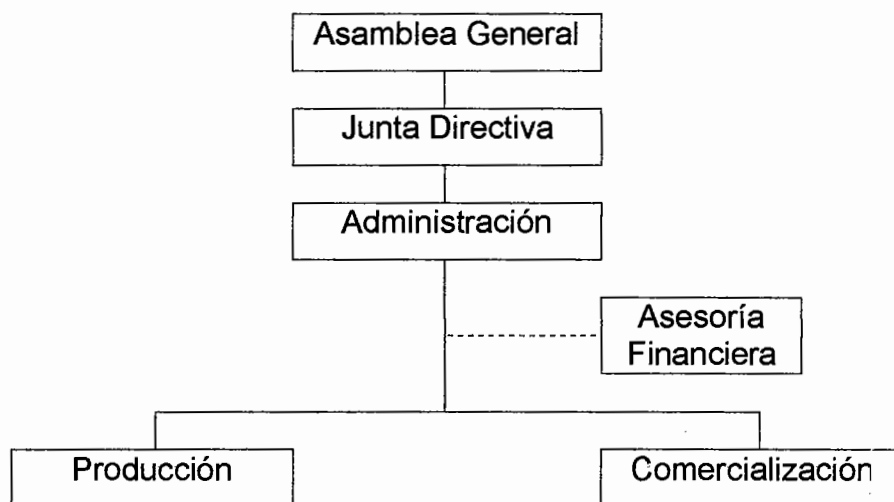 Asamblea General
Junta Directiva
Administración
Asesoría
Financiera
Producción
Comercialización